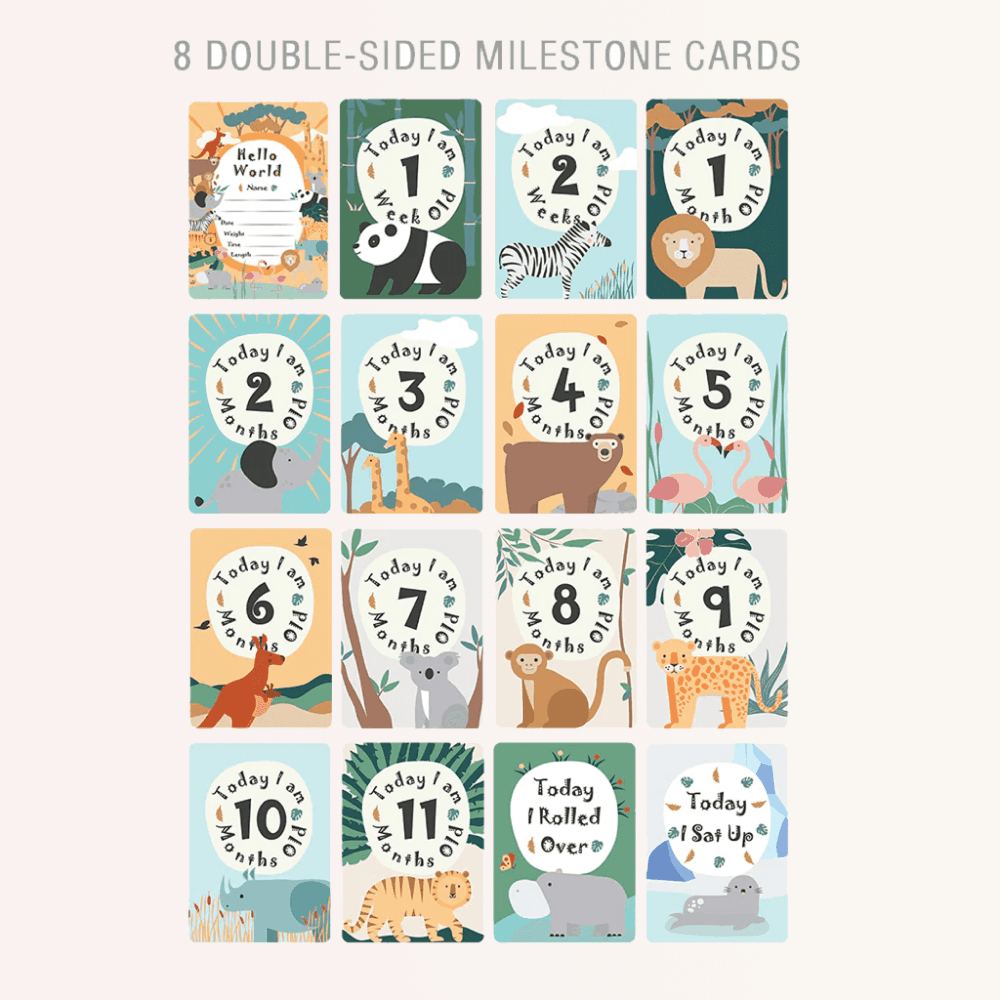 8 DOUBLE-SIDED MILESTONE CARDS
Hello
World
Name
Date
Weight
Time
Length
Today I am
1
Week Old
Today I am
2
Weeks Old
Today I am
1
Month Old
Today I am
2
Months Old
Today I am
3
Months Old
Today I am
4
Months Old
Today I am
5
Months Old
Today I am
6
Months Old
Today I am
7
Months Old
Today I am
8
Months Old
Today I am
9
Months Old
Today I am
10
Months Old
Today I am
11
Months Old
Today
I Rolled
Over
Today
I Sat Up